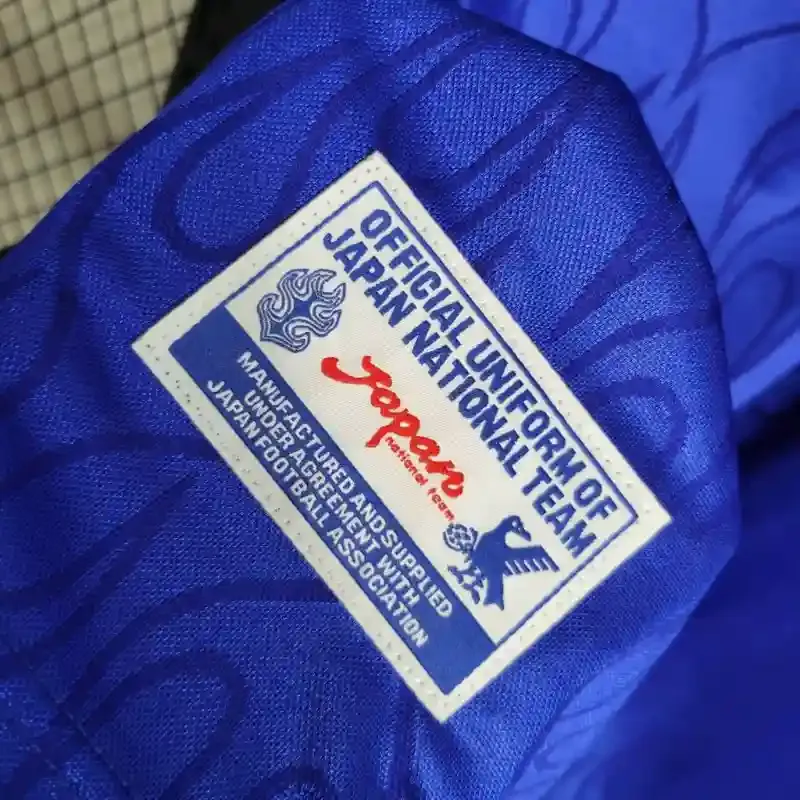 OFFICIAL UNIFORM OF
JAPAN NATIONAL TEAM
Japan
national team
MANUFACTURED AND SUPPLIED
UNDER AGREEMENT WITH
JAPAN FOOTBALL ASSOCIATION